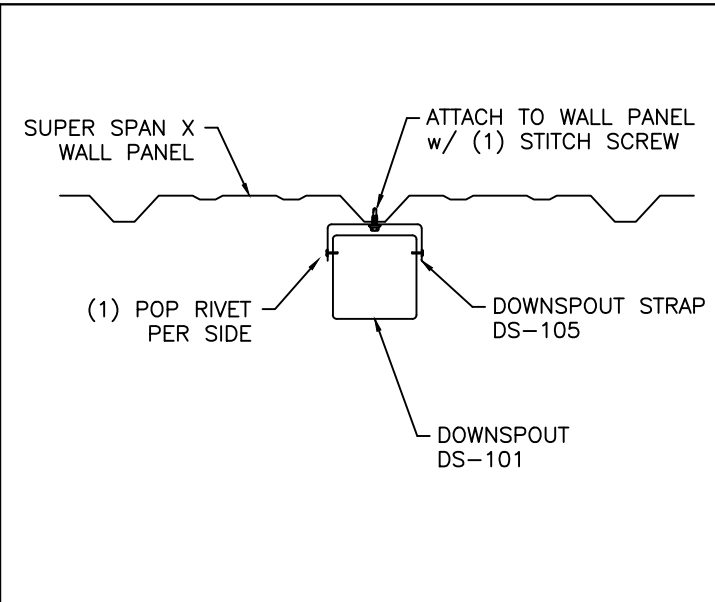 SUPER SPAN X
WALL PANEL
ATTACH TO WALL PANEL
w/ (1) STITCH SCREW
(1) POP RIVET
PER SIDE
DOWNSPOUT STRAP
DS-105
DOWNSPOUT
DS-101